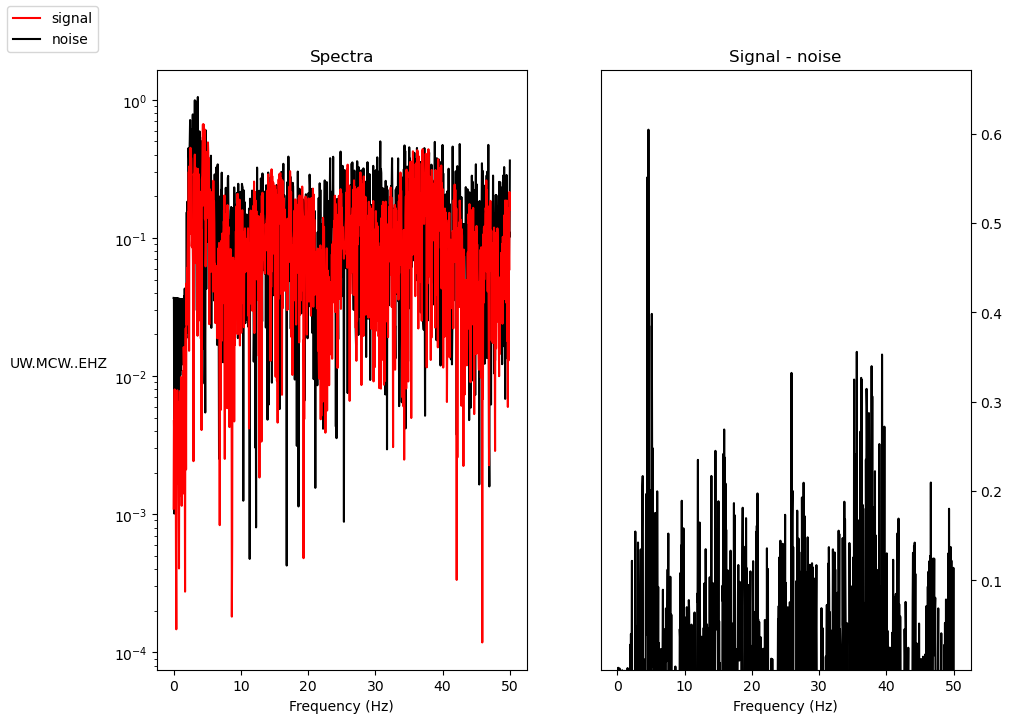 signal
noise
Spectra
Signal - noise
10⁰
10⁻¹
10⁻²
10⁻³
10⁻⁴
UW.MCW..EHZ
0 10 20 30 40 50
Frequency (Hz)
0.6
0.5
0.4
0.3
0.2
0.1
0 10 20 30 40 50
Frequency (Hz)